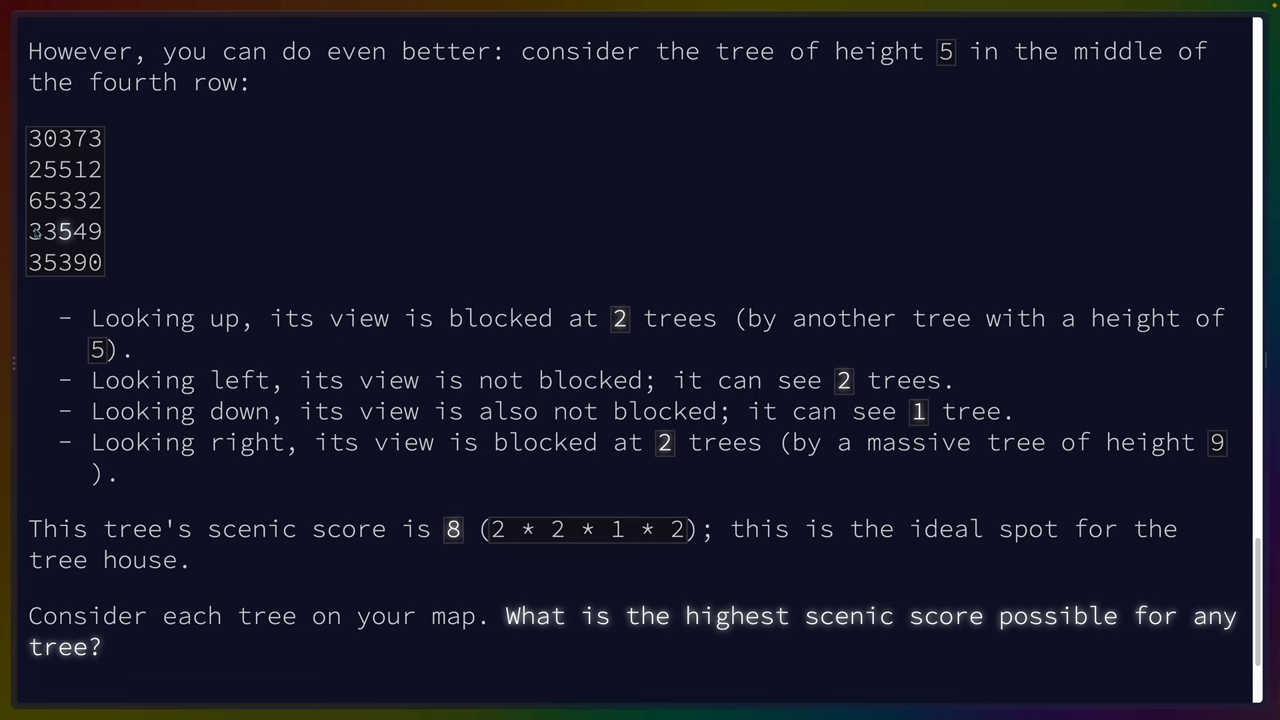 However, you can do even better: consider the tree of height 5 in the middle of
the fourth row:
30373
25512
65332
33549
35390
- Looking up, its view is blocked at 2 trees (by another tree with a height of
5).
- Looking left, its view is not blocked; it can see 2 trees.
- Looking down, its view is also not blocked; it can see 1 tree.
- Looking right, its view is blocked at 2 trees (by a massive tree of height 9
).
This tree's scenic score is 8 (2 * 2 * 1 * 2); this is the ideal spot for the
tree house.
Consider each tree on your map. What is the highest scenic score possible for any
tree?